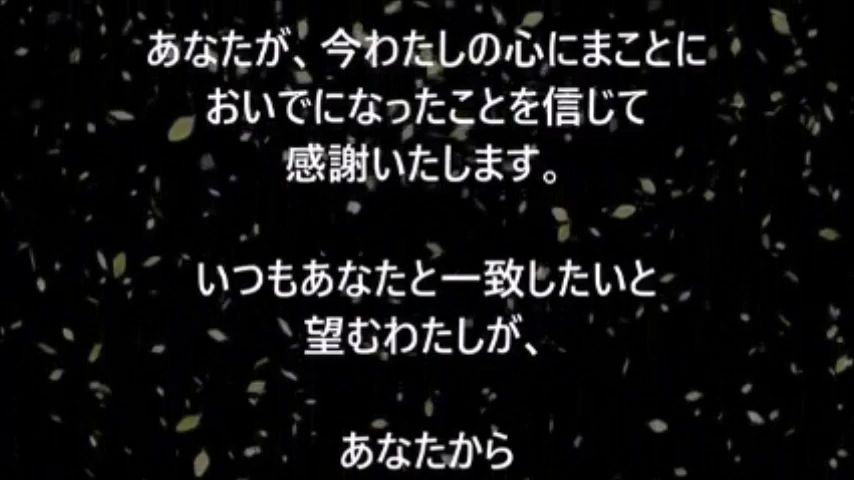 あなたが、今わたしの心にまことに
おいでになったことを信じて
感謝いたします。
いつもあなたと一致したいと
望むわたしが、
あなたから